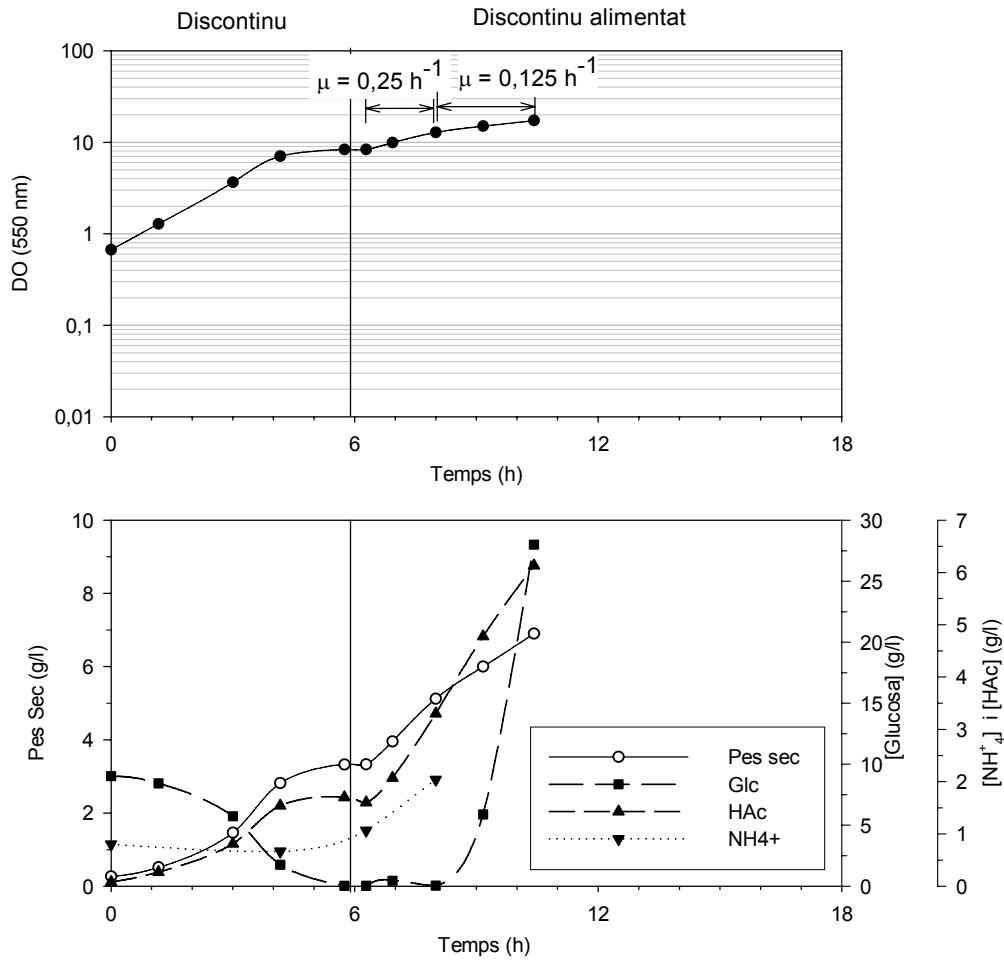 Discontinu
Discontinu alimentat
μ = 0,25 h⁻¹
μ = 0,125 h⁻¹
DO (550 nm)
100
10
1
0,1
0,01
0
6
12
18
Temps (h)
Pes Sec (g/l)
10
8
6
4
2
0
[Glucosa] (g/l)
30
25
20
15
10
5
0
[NH₄⁺] i [HAc] (g/l)
7
6
5
4
3
2
1
0
Pes sec
Glc
HAc
NH4+
0
6
12
18
Temps (h)